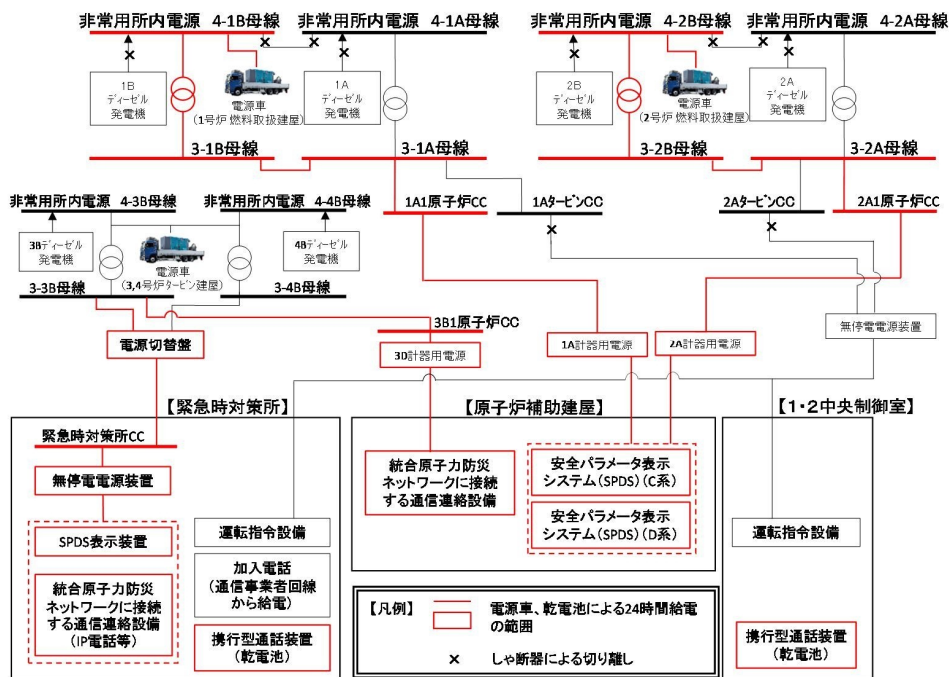 非常用所内電源 4-1B母線
4-1A母線
非常用所内電源
非常用所内電源 4-2B母線
4-2A母線
非常用所内電源
1B
ディーゼル
発電機
電源車
(1号炉 燃料取扱建屋)
1A
ディーゼル
発電機
2B
ディーゼル
発電機
電源車
(2号炉 燃料取扱建屋)
2A
ディーゼル
発電機
3-1B母線
3-1A母線
3-2B母線
3-2A母線
非常用所内電源 4-3B母線
非常用所内電源 4-4B母線
1A1原子炉CC
1AタービンCC
2AタービンCC
2A1原子炉CC
3Bディーゼル
発電機
電源車
(3,4号炉タービン建屋)
4Bディーゼル
発電機
3-3B母線
3-4B母線
電源切替盤
3B1原子炉CC
3D計器用電源
1A計器用電源
2A計器用電源
無停電電源装置
【緊急時対策所】
【原子炉補助建屋】
【1・2中央制御室】
緊急時対策所CC
無停電電源装置
SPDS表示装置
統合原子力防災
ネットワークに接続
する通信連絡設備
(IP電話等)
運転指令設備
加入電話
(通信事業者回線
から給電)
携行型通話装置
(乾電池)
統合原子力防災
ネットワークに接続
する通信連絡設備
安全パラメータ表示
システム(SPDS)(C系)
安全パラメータ表示
システム(SPDS)(D系)
運転指令設備
携行型通話装置
(乾電池)
【凡例】
電源車、乾電池による24時間給電
の範囲
× しゃ断器による切り離し